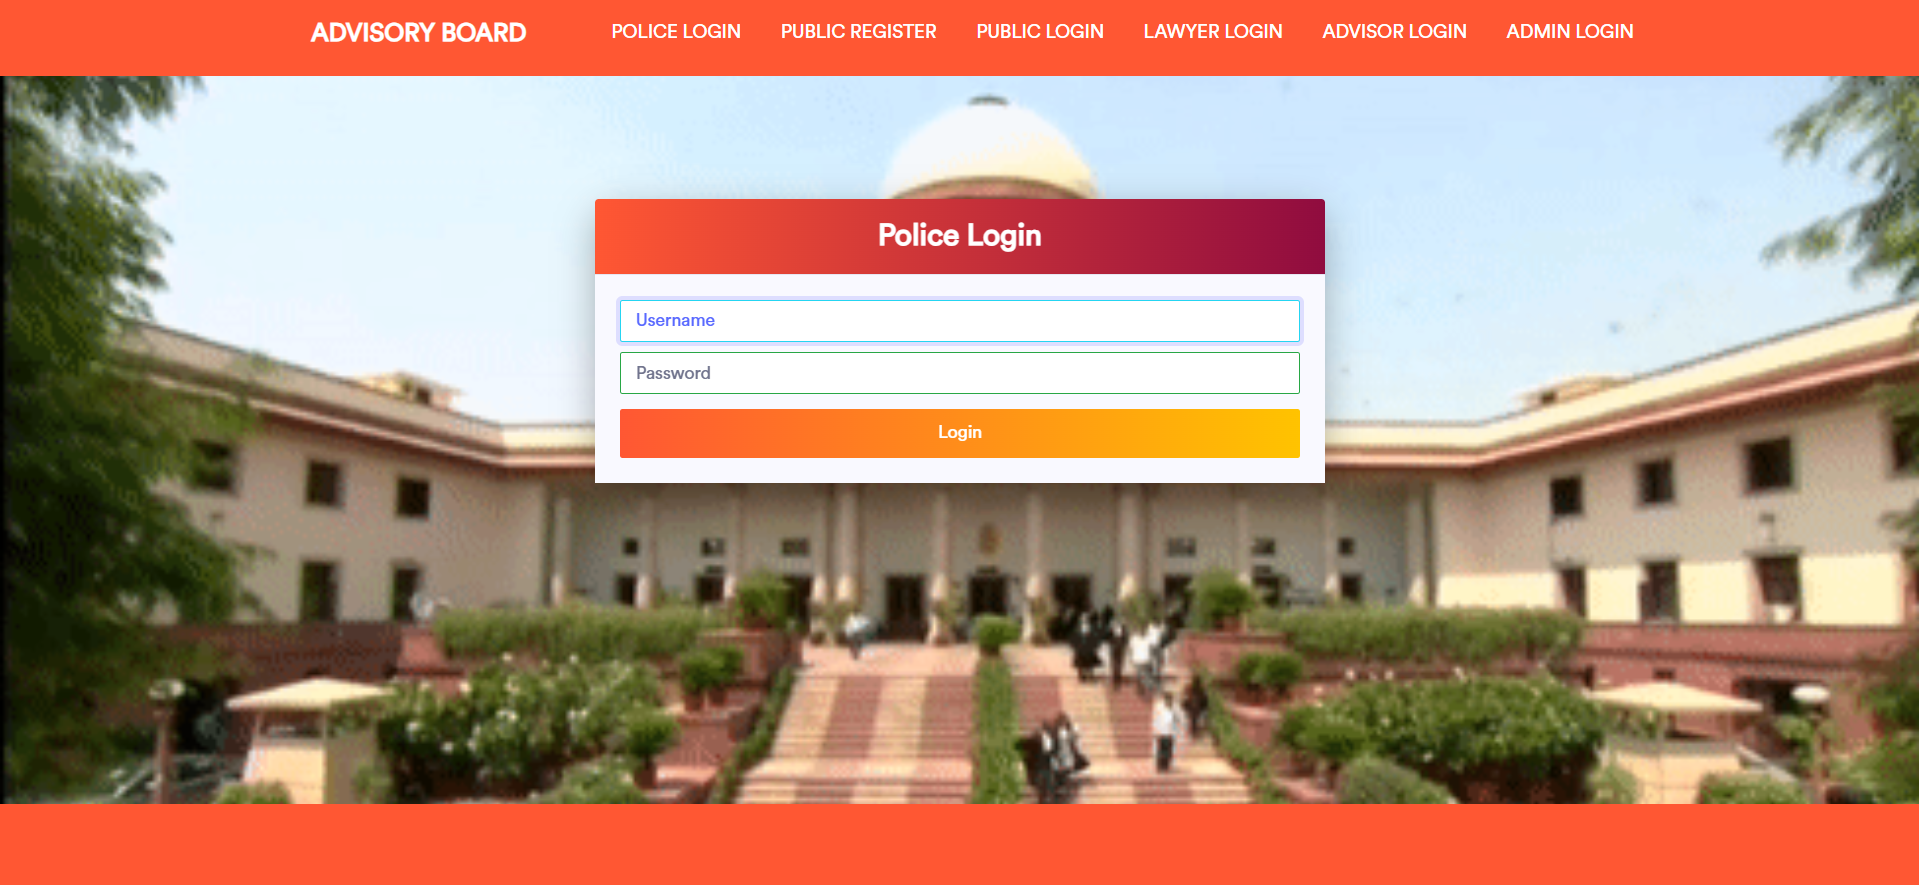 ADVISORY BOARD POLICE LOGIN PUBLIC REGISTER PUBLIC LOGIN LAWYER LOGIN ADVISOR LOGIN ADMIN LOGIN
Police Login
Username
Password
Login